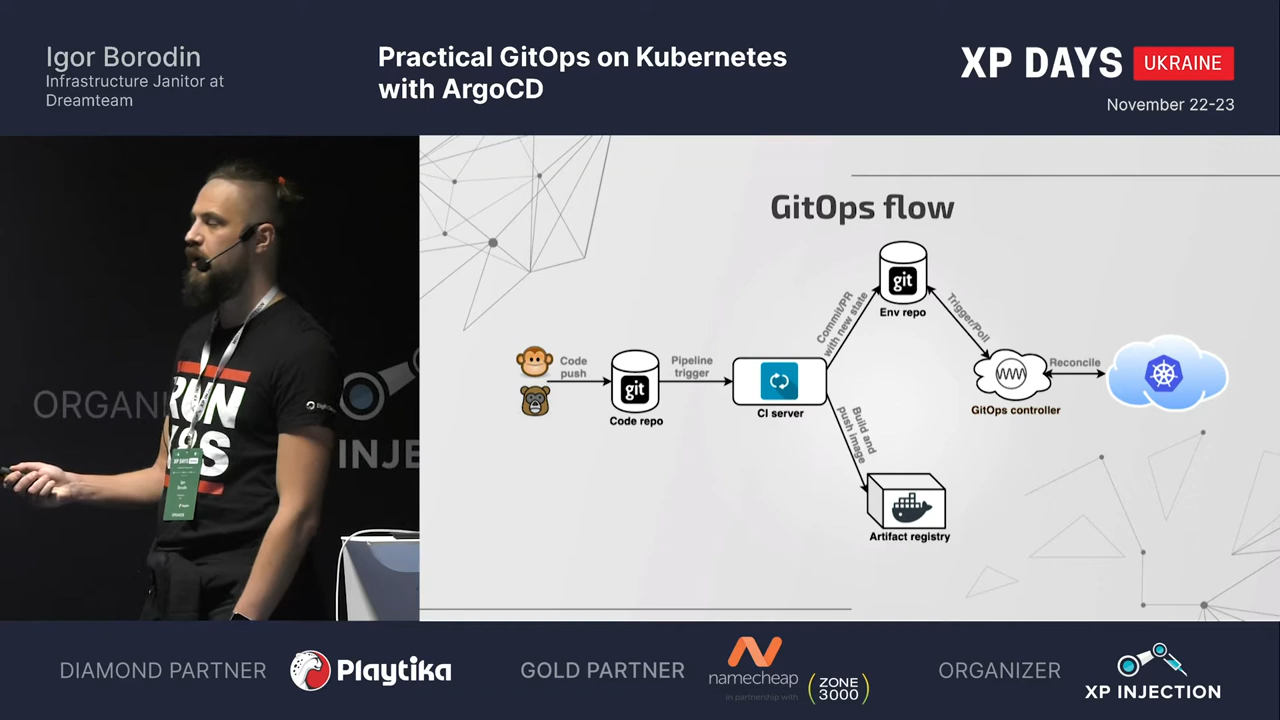 Igor Borodin
Infrastructure Janitor at
Dreamteam
Practical GitOps on Kubernetes
with ArgoCD
XP DAYS UKRAINE
November 22-23
ORGANI
INJE
RUN
XP DAYS
GitOps flow
git
Env repo
Commit/PR
with new state
Trigger/Poll
Code
push
git
Code repo
Pipeline
trigger
CI server
Reconcile
GitOps controller
Build and
push image
Artifact registry
DIAMOND PARTNER
Playtika
GOLD PARTNER
namecheap
in partnership with
ZONE
3000
ORGANIZER
XP INJECTION